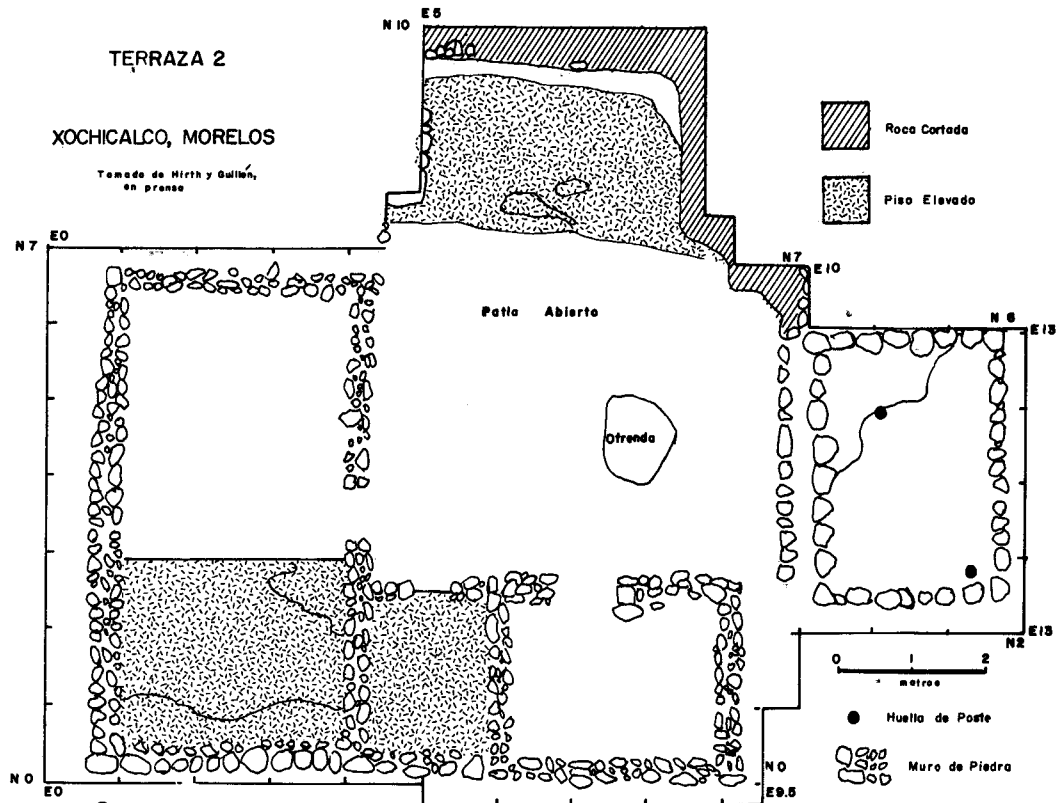 TERRAZA 2
XOCHICALCO, MORELOS
Tomado de Hirth y Guillén,
en prensa
N 10 E5
Roca Cortada
Piso Elevado
N 7 E0
N7
E10
Patio Abierto
N 6
E13
Ofrenda
E13
N2
0 1 2
metros
Huella de Poste
Muro de Piedra
N 0
E0
N 0
E9.5